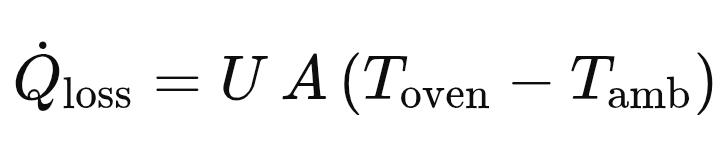 Q̇_loss = U A (T_oven − T_amb)